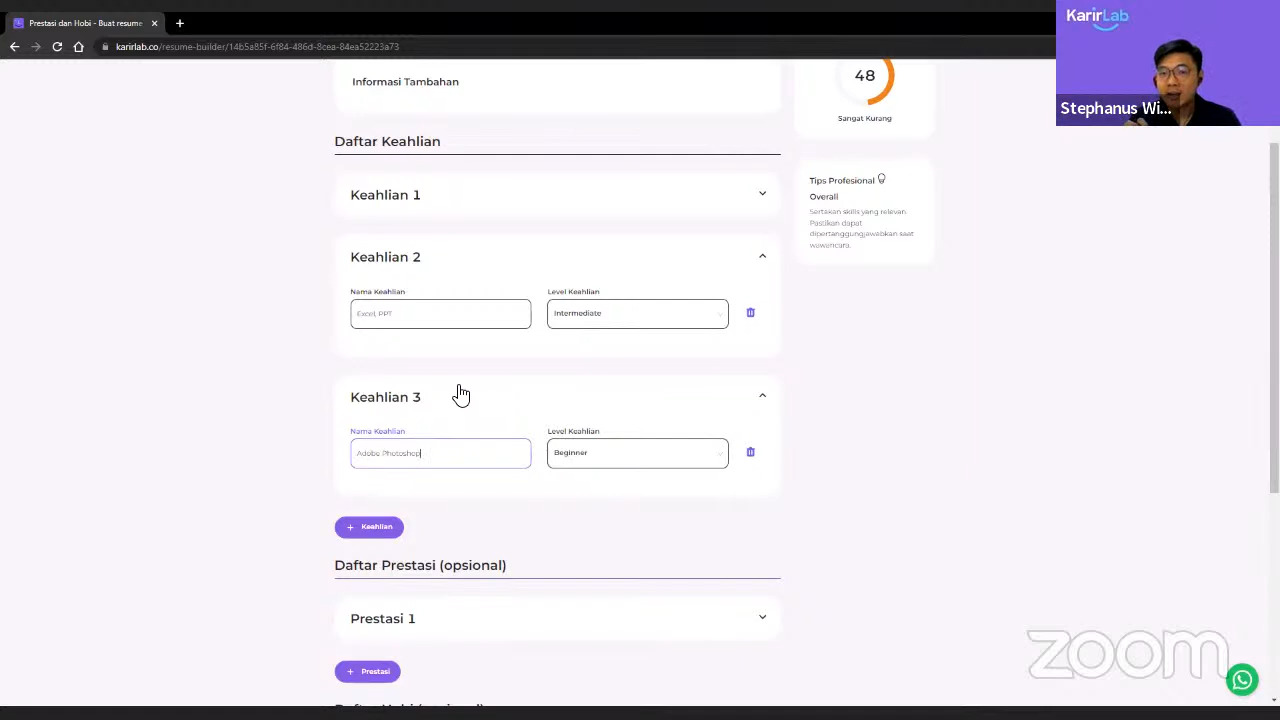 Prestasi dan Hobi - Buat resume
karirlab.co/resume-builder/14b5a85f-6f84-486d-8cea-84ea52223a73
KarirLab
Stephanus Wi...
Informasi Tambahan
48
Sangat Kurang
Daftar Keahlian
Keahlian 1
Tips Profesional
Overall
Sertakan skills yang relevan.
Pastikan dapat
dipertanggungjawabkan saat
wawancara.
Keahlian 2
Nama Keahlian
Level Keahlian
Excel, PPT
Intermediate
Keahlian 3
Nama Keahlian
Level Keahlian
Adobe Photoshop
Beginner
+ Keahlian
Daftar Prestasi (opsional)
Prestasi 1
+ Prestasi
zoom